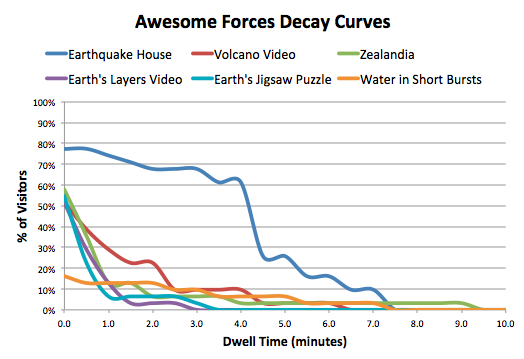 Awesome Forces Decay Curves
Earthquake House Volcano Video Zealandia
Earth's Layers Video Earth's Jigsaw Puzzle Water in Short Bursts
100%
90%
80%
70%
60%
50%
40%
30%
20%
10%
0%
% of Visitors
0.0 1.0 2.0 3.0 4.0 5.0 6.0 7.0 8.0 9.0 10.0
Dwell Time (minutes)